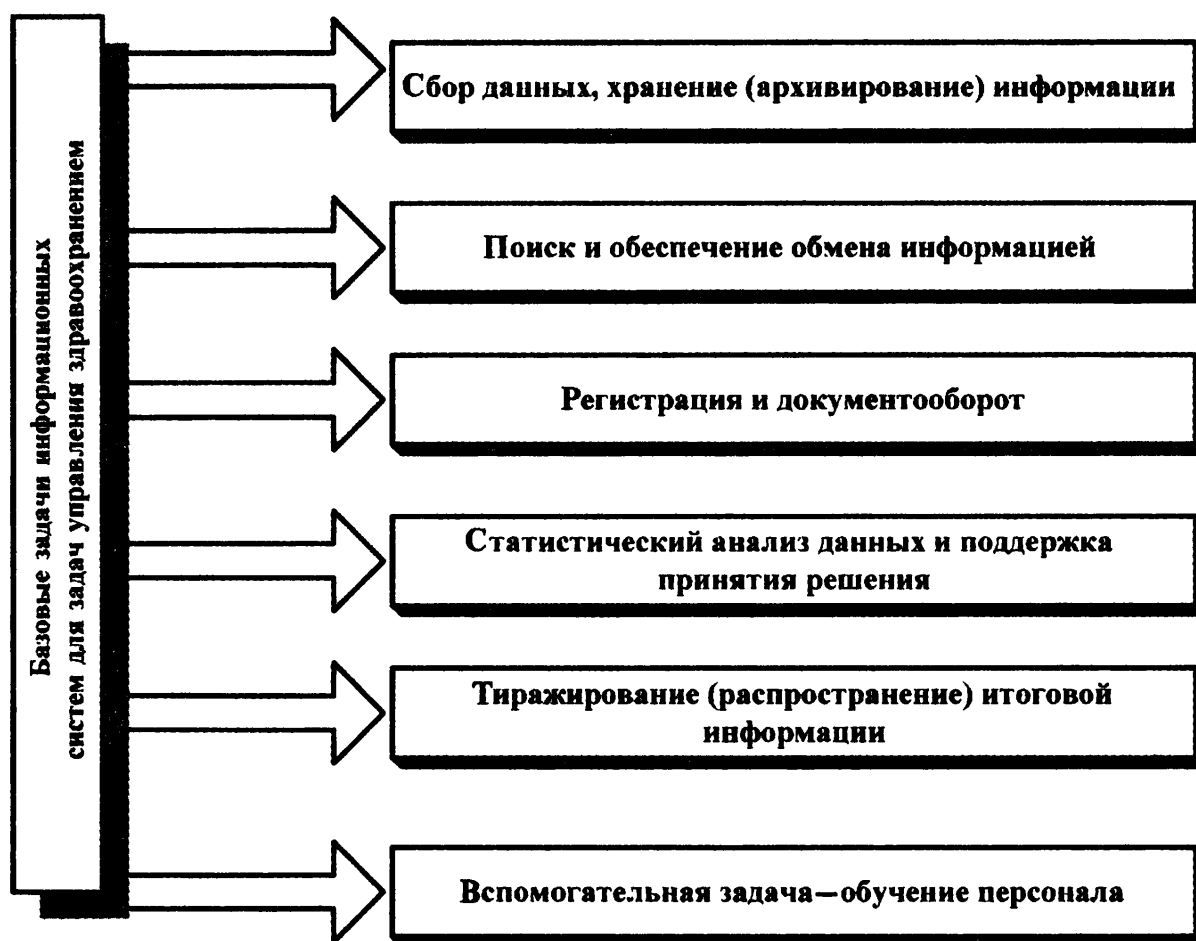 Базовые задачи информационных
систем для задач управления здравоохранением
Сбор данных, хранение (архивирование) информации
Поиск и обеспечение обмена информацией
Регистрация и документооборот
Статистический анализ данных и поддержка
принятия решения
Тиражирование (распространение) итоговой
информации
Вспомогательная задача—обучение персонала